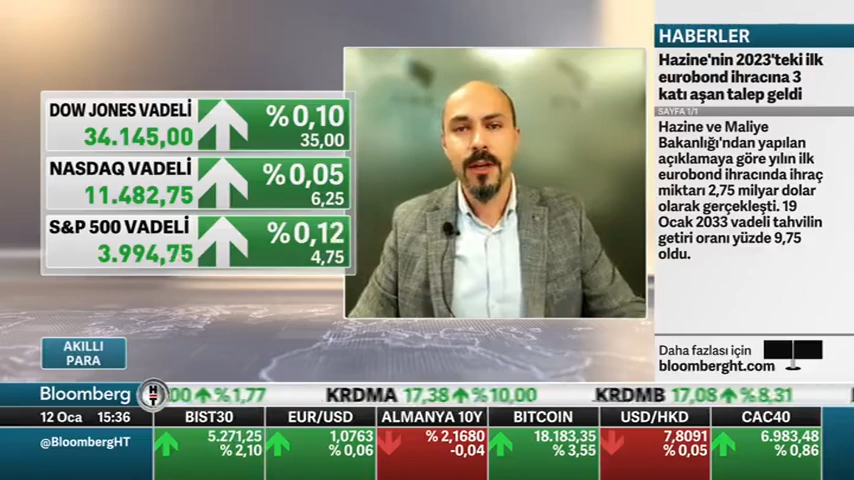 DOW JONES VADELİ
34.145,00
%0,10
35,00
NASDAQ VADELİ
11.482,75
%0,05
6,25
S&P 500 VADELİ
3.994,75
%0,12
4,75
AKILLI
PARA
HABERLER
Hazine'nin 2023'teki ilk
eurobond ihracına 3
katı aşan talep geldi
SAYFA 1/1
Hazine ve Maliye
Bakanlığı'ndan yapılan
açıklamaya göre yılın ilk
eurobond ihracında ihraç
miktarı 2,75 milyar dolar
olarak gerçekleşti. 19
Ocak 2033 vadeli tahvilin
getiri oranı yüzde 9,75
oldu.
Daha fazlası için
bloomberght.com
Bloomberg HT
00 %1,77 KRDMA 17,38 %10,00 KRDMB 17,08 %8,31
12 Oca 15:36
@BloombergHT
BIST30
5.271,25
% 2,10
EUR/USD
1,0763
% 0,06
ALMANYA 10Y
% 2,1680
-0,04
BITCOIN
18.183,35
% 3,55
USD/HKD
7,8091
% 0,05
CAC40
6.983,48
% 0,86